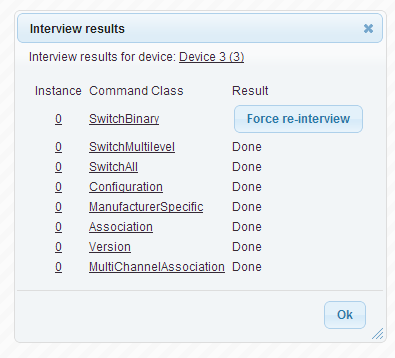 Interview results
Interview results for device: Device 3 (3)
Instance Command Class Result
0 SwitchBinary Force re-interview
0 SwitchMultilevel Done
0 SwitchAll Done
0 Configuration Done
0 ManufacturerSpecific Done
0 Association Done
0 Version Done
0 MultiChannelAssociation Done
Ok